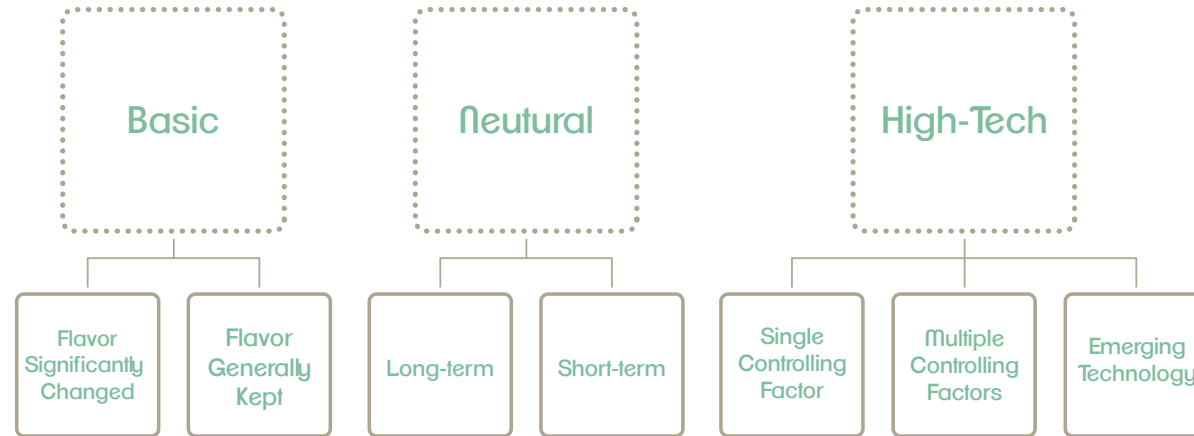 Basic
Neutural
High-Tech
Flavor
Significantly
Changed
Flavor
Generally
Kept
Long-term
Short-term
Single
Controlling
Factor
Multiple
Controlling
Factors
Emerging
Technology